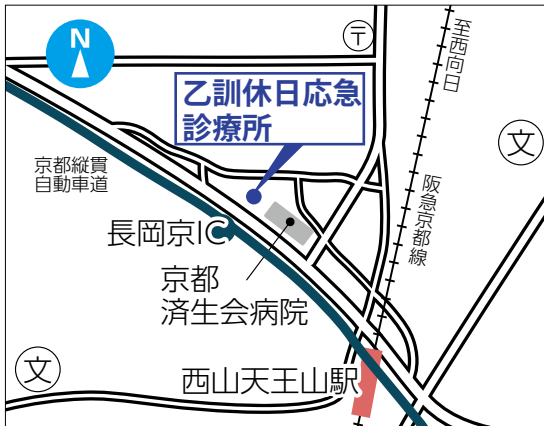 N
〒
至西向日
乙訓休日応急
診療所
文
京都縦貫
自動車道
阪急京都線
長岡京IC
京都
済生会病院
文
西山天王山駅